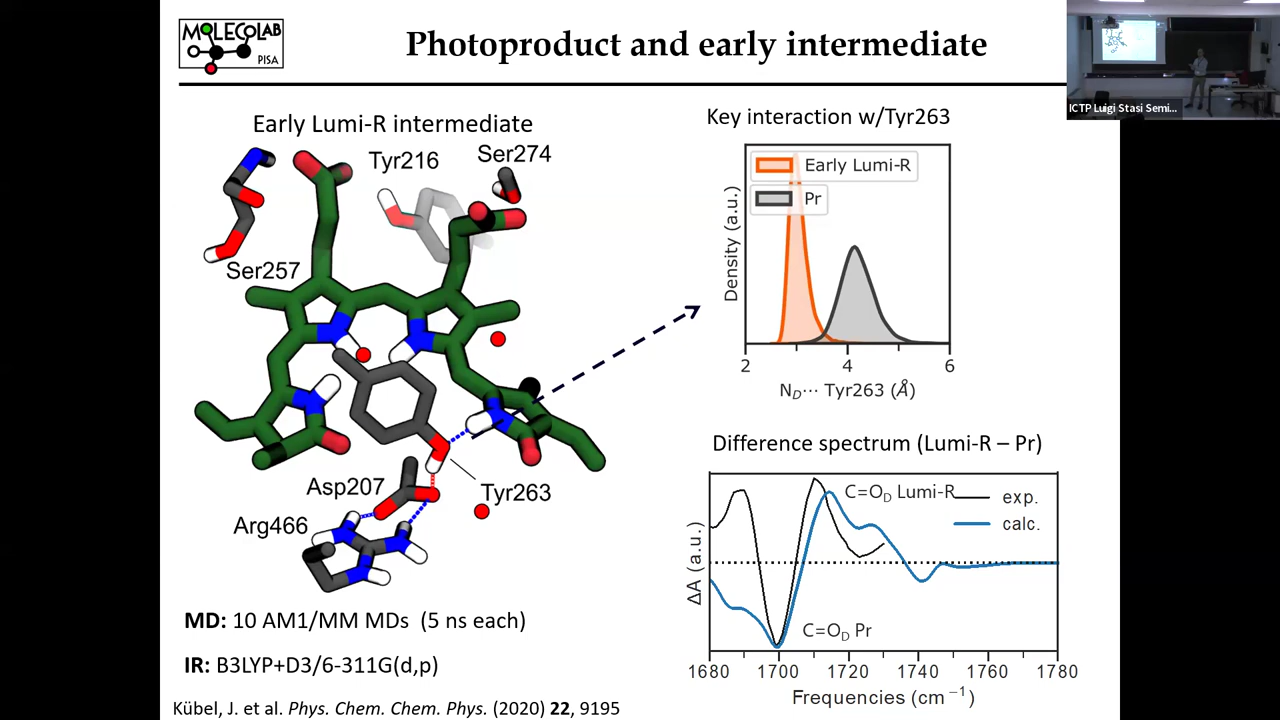 MOLECOLAB
PISA
Photoproduct and early intermediate
ICTP Luigi Stasi Semi...
Early Lumi-R intermediate
Tyr216
Ser274
Ser257
Asp207
Tyr263
Arg466
Key interaction w/Tyr263
Early Lumi-R
Pr
Density (a.u.)
2 4 6
N_D··· Tyr263 (Å)
Difference spectrum (Lumi-R – Pr)
C=O_D Lumi-R
exp.
calc.
C=O_D Pr
ΔA (a.u.)
1680 1700 1720 1740 1760 1780
Frequencies (cm⁻¹)
MD: 10 AM1/MM MDs (5 ns each)
IR: B3LYP+D3/6-311G(d,p)
Kübel, J. et al. Phys. Chem. Chem. Phys. (2020) 22, 9195